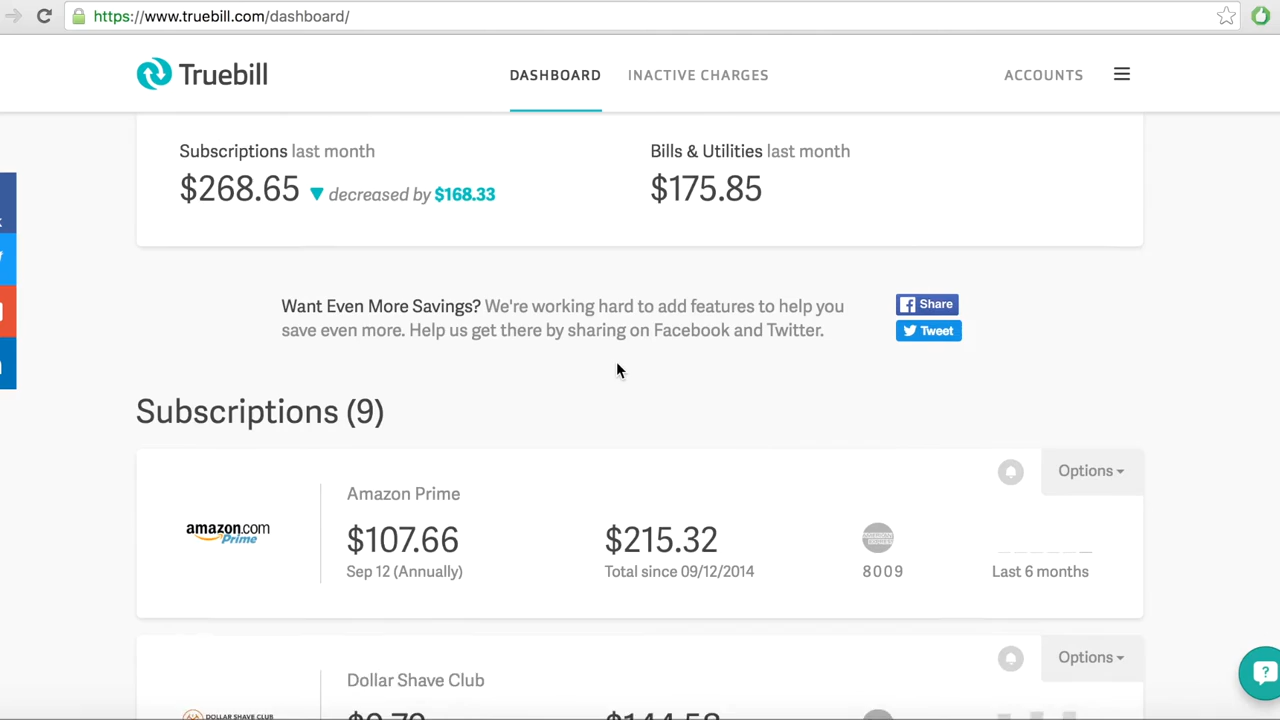 https://www.truebill.com/dashboard/
Truebill
DASHBOARD
INACTIVE CHARGES
ACCOUNTS
Subscriptions last month
Bills & Utilities last month
$268.65 decreased by $168.33
$175.85
Want Even More Savings? We're working hard to add features to help you
save even more. Help us get there by sharing on Facebook and Twitter.
Share
Tweet
Subscriptions (9)
Options
Amazon Prime
amazon.com
Prime
$107.66
$215.32
Sep 12 (Annually)
Total since 09/12/2014
8009
Last 6 months
Options
Dollar Shave Club
DOLLAR SHAVE CLUB
?